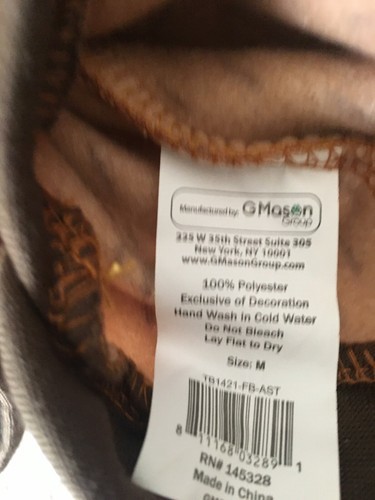 Manufactured by: GMason
Group
225 W 35th Street Suite 305
New York, NY 10001
www.GMasonGroup.com
100% Polyester
Exclusive of Decoration
Hand Wash in Cold Water
Do Not Bleach
Lay Flat to Dry
Size: M
TB1421-FB-AST
8 11168 03289 1
RN# 145328
Made in China